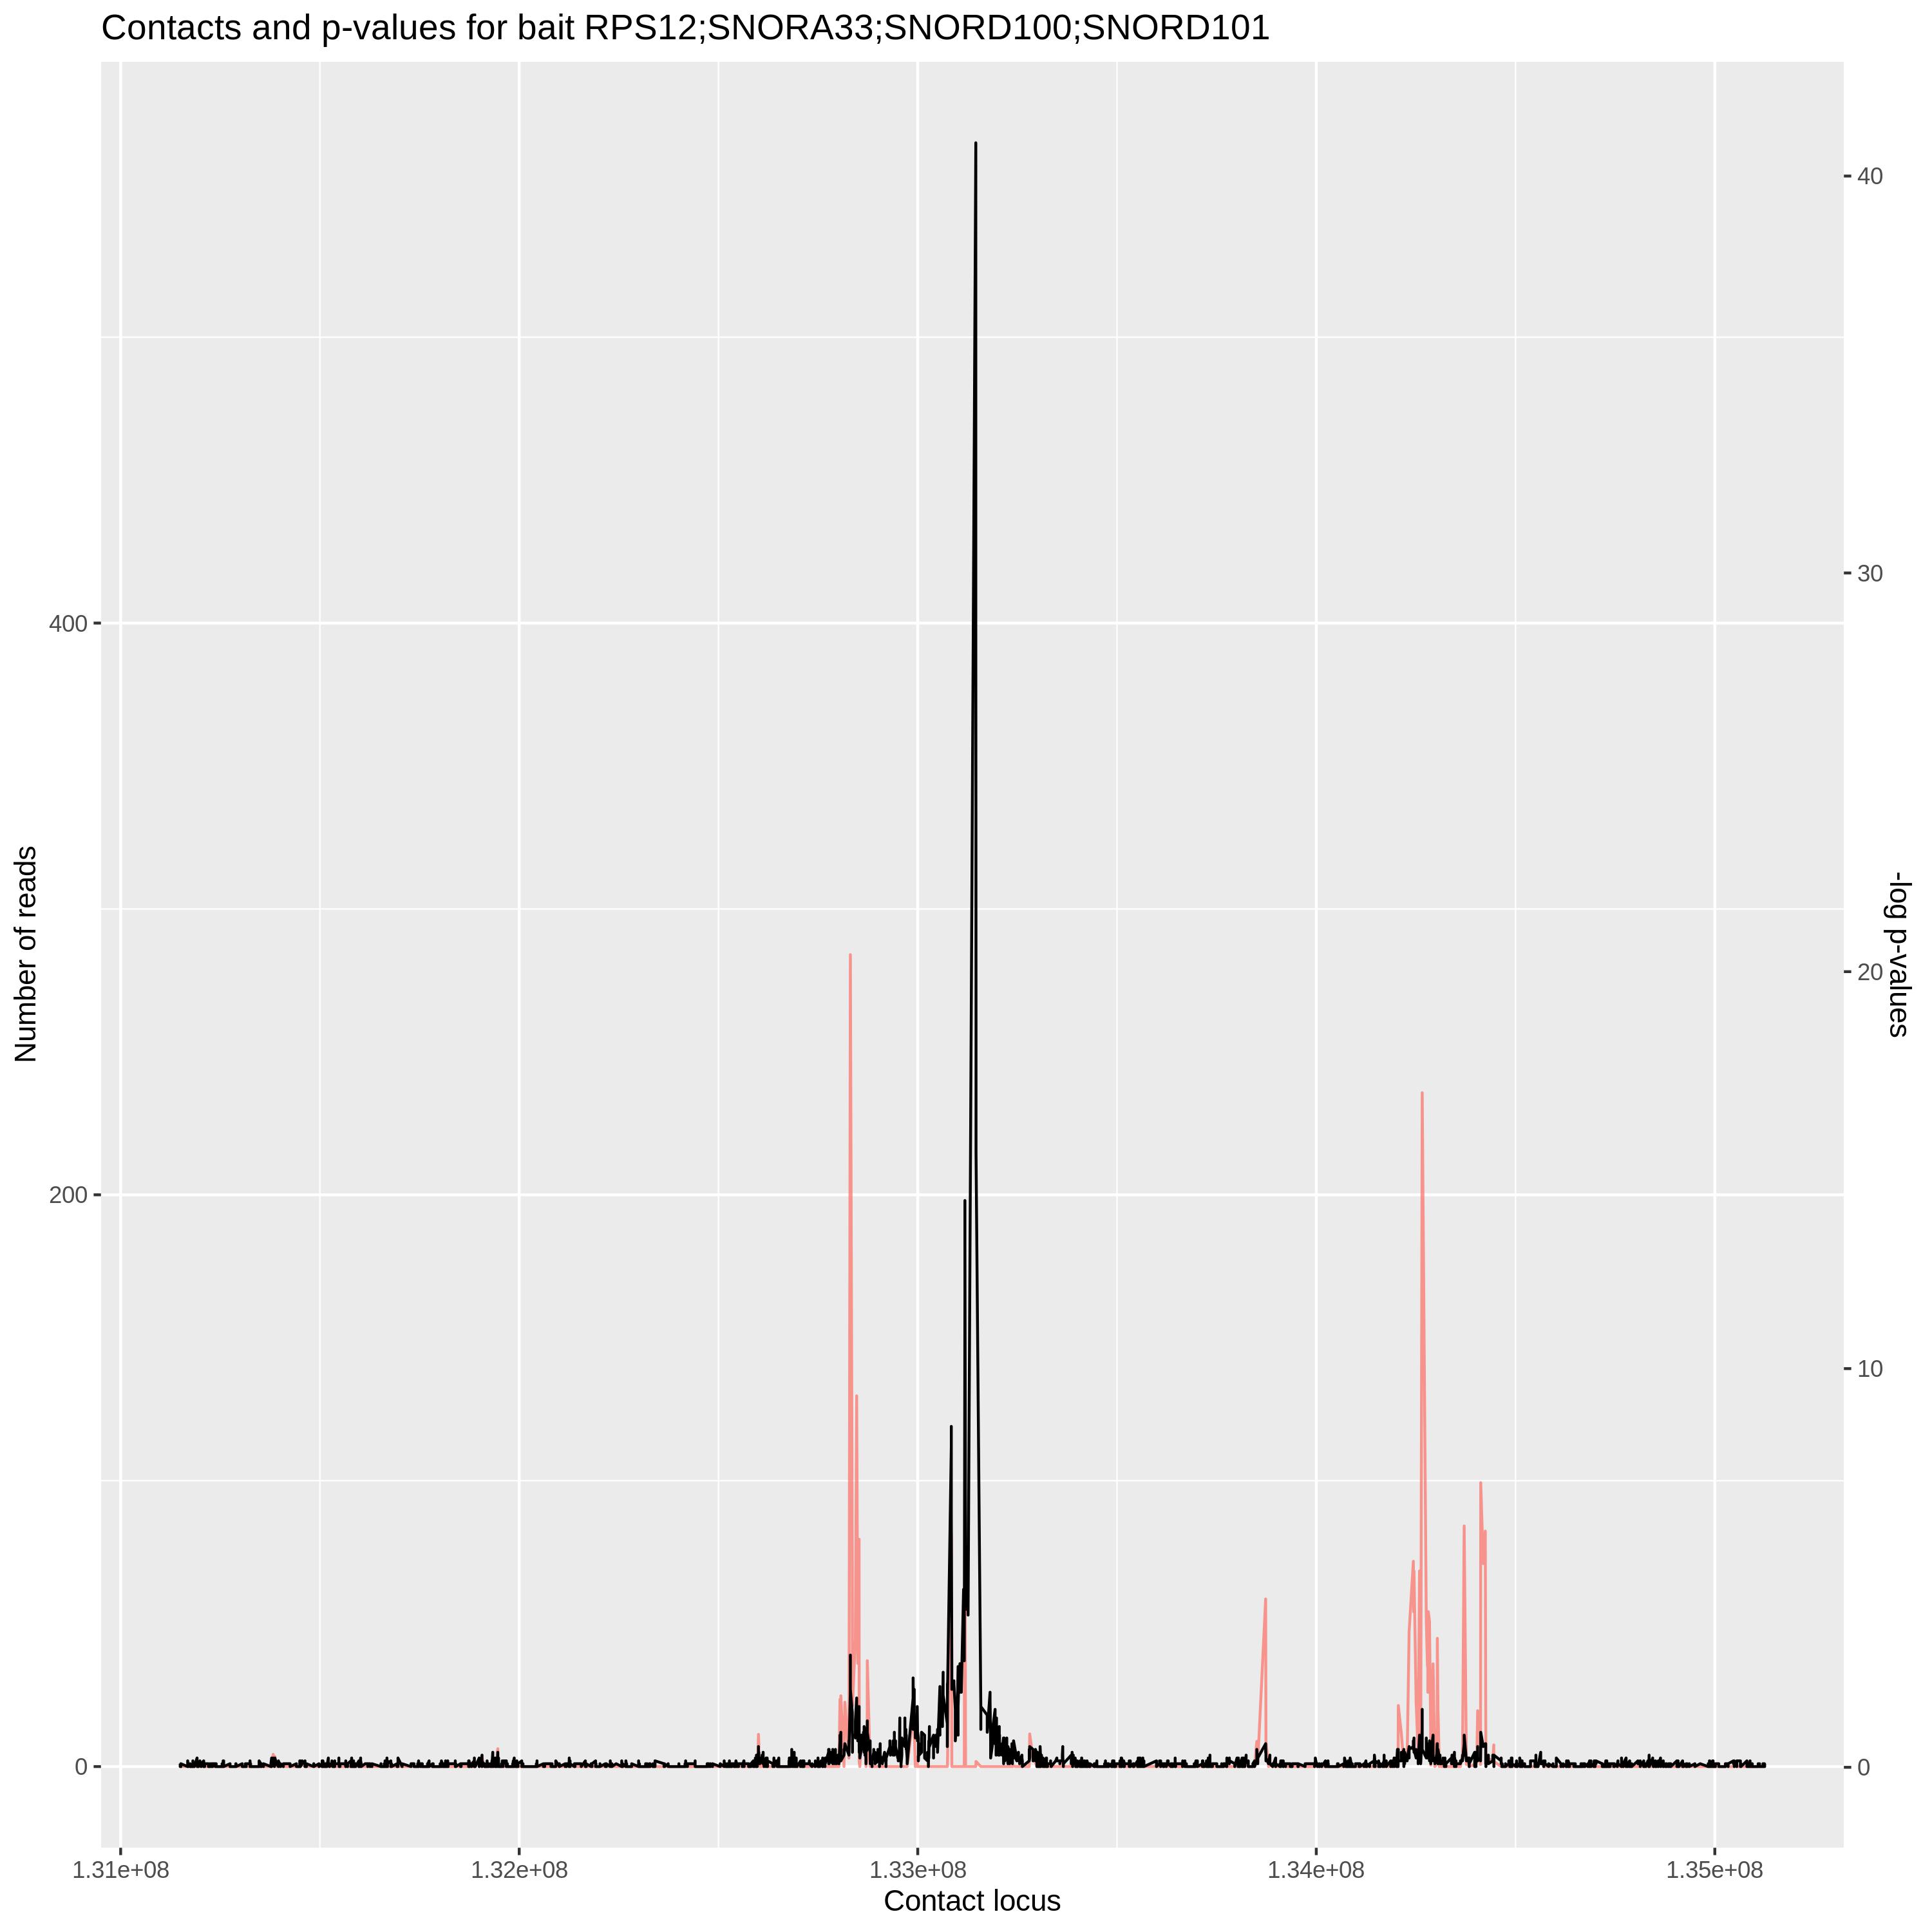 Contacts and p-values for bait RPS12;SNORA33;SNORD100;SNORD101
Number of reads
400
200
0
40
30
20
10
0
-log p-values
1.31e+08 1.32e+08 1.33e+08 1.34e+08 1.35e+08
Contact locus